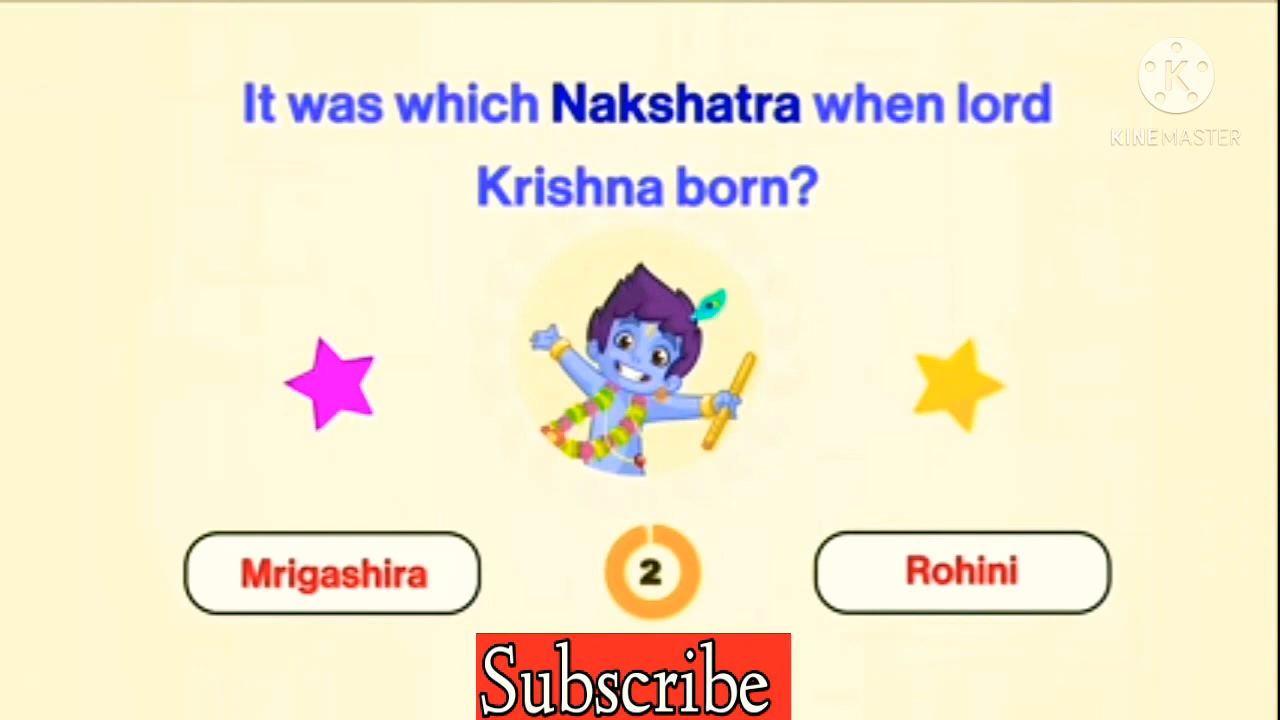 It was which Nakshatra when lord
Krishna born?
K
KINEMASTER
Mrigashira
2
Rohini
Subscribe